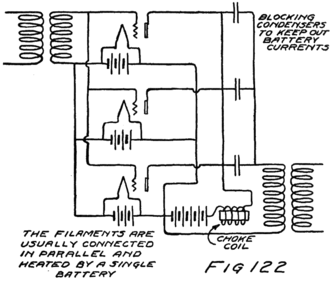 BLOCKING
CONDENSERS
TO KEEP OUT
BATTERY
CURRENTS
THE FILAMENTS ARE
USUALLY CONNECTED
IN PARALLEL AND
HEATED BY A SINGLE
BATTERY
CHOKE
COIL
FIG 122